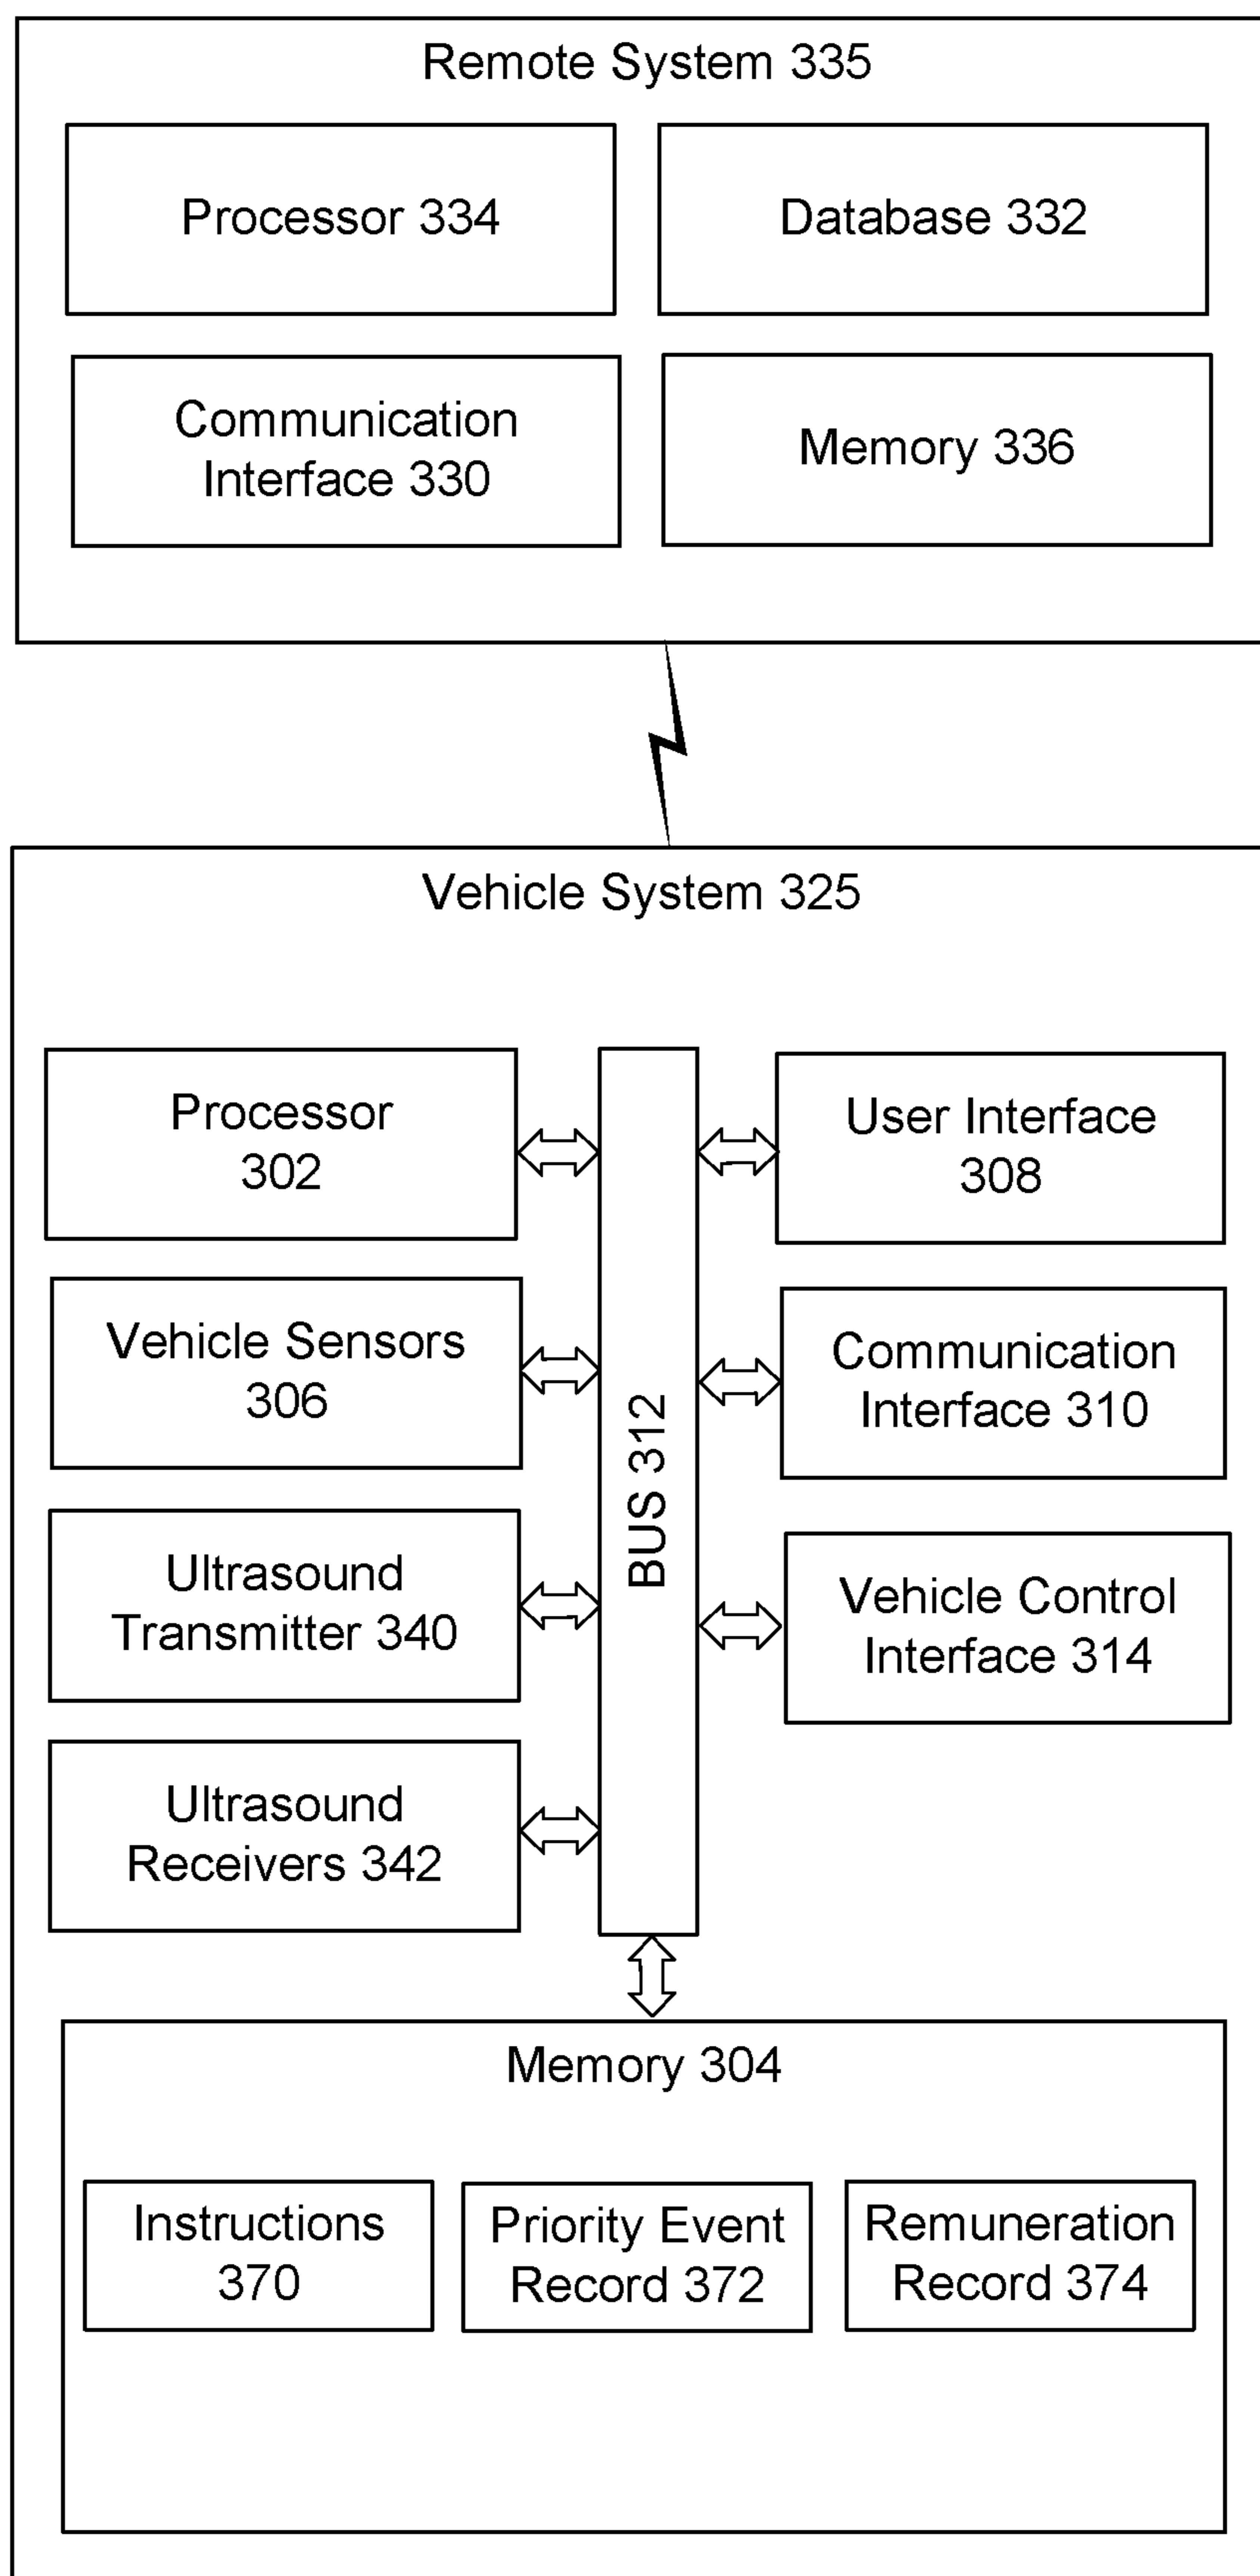 Remote System 335
Processor 334
Database 332
Communication
Interface 330
Memory 336
Vehicle System 325
Processor
302
User Interface
308
Vehicle Sensors
306
Communication
Interface 310
BUS 312
Ultrasound
Transmitter 340
Vehicle Control
Interface 314
Ultrasound
Receivers 342
Memory 304
Instructions
370
Priority Event
Record 372
Remuneration
Record 374